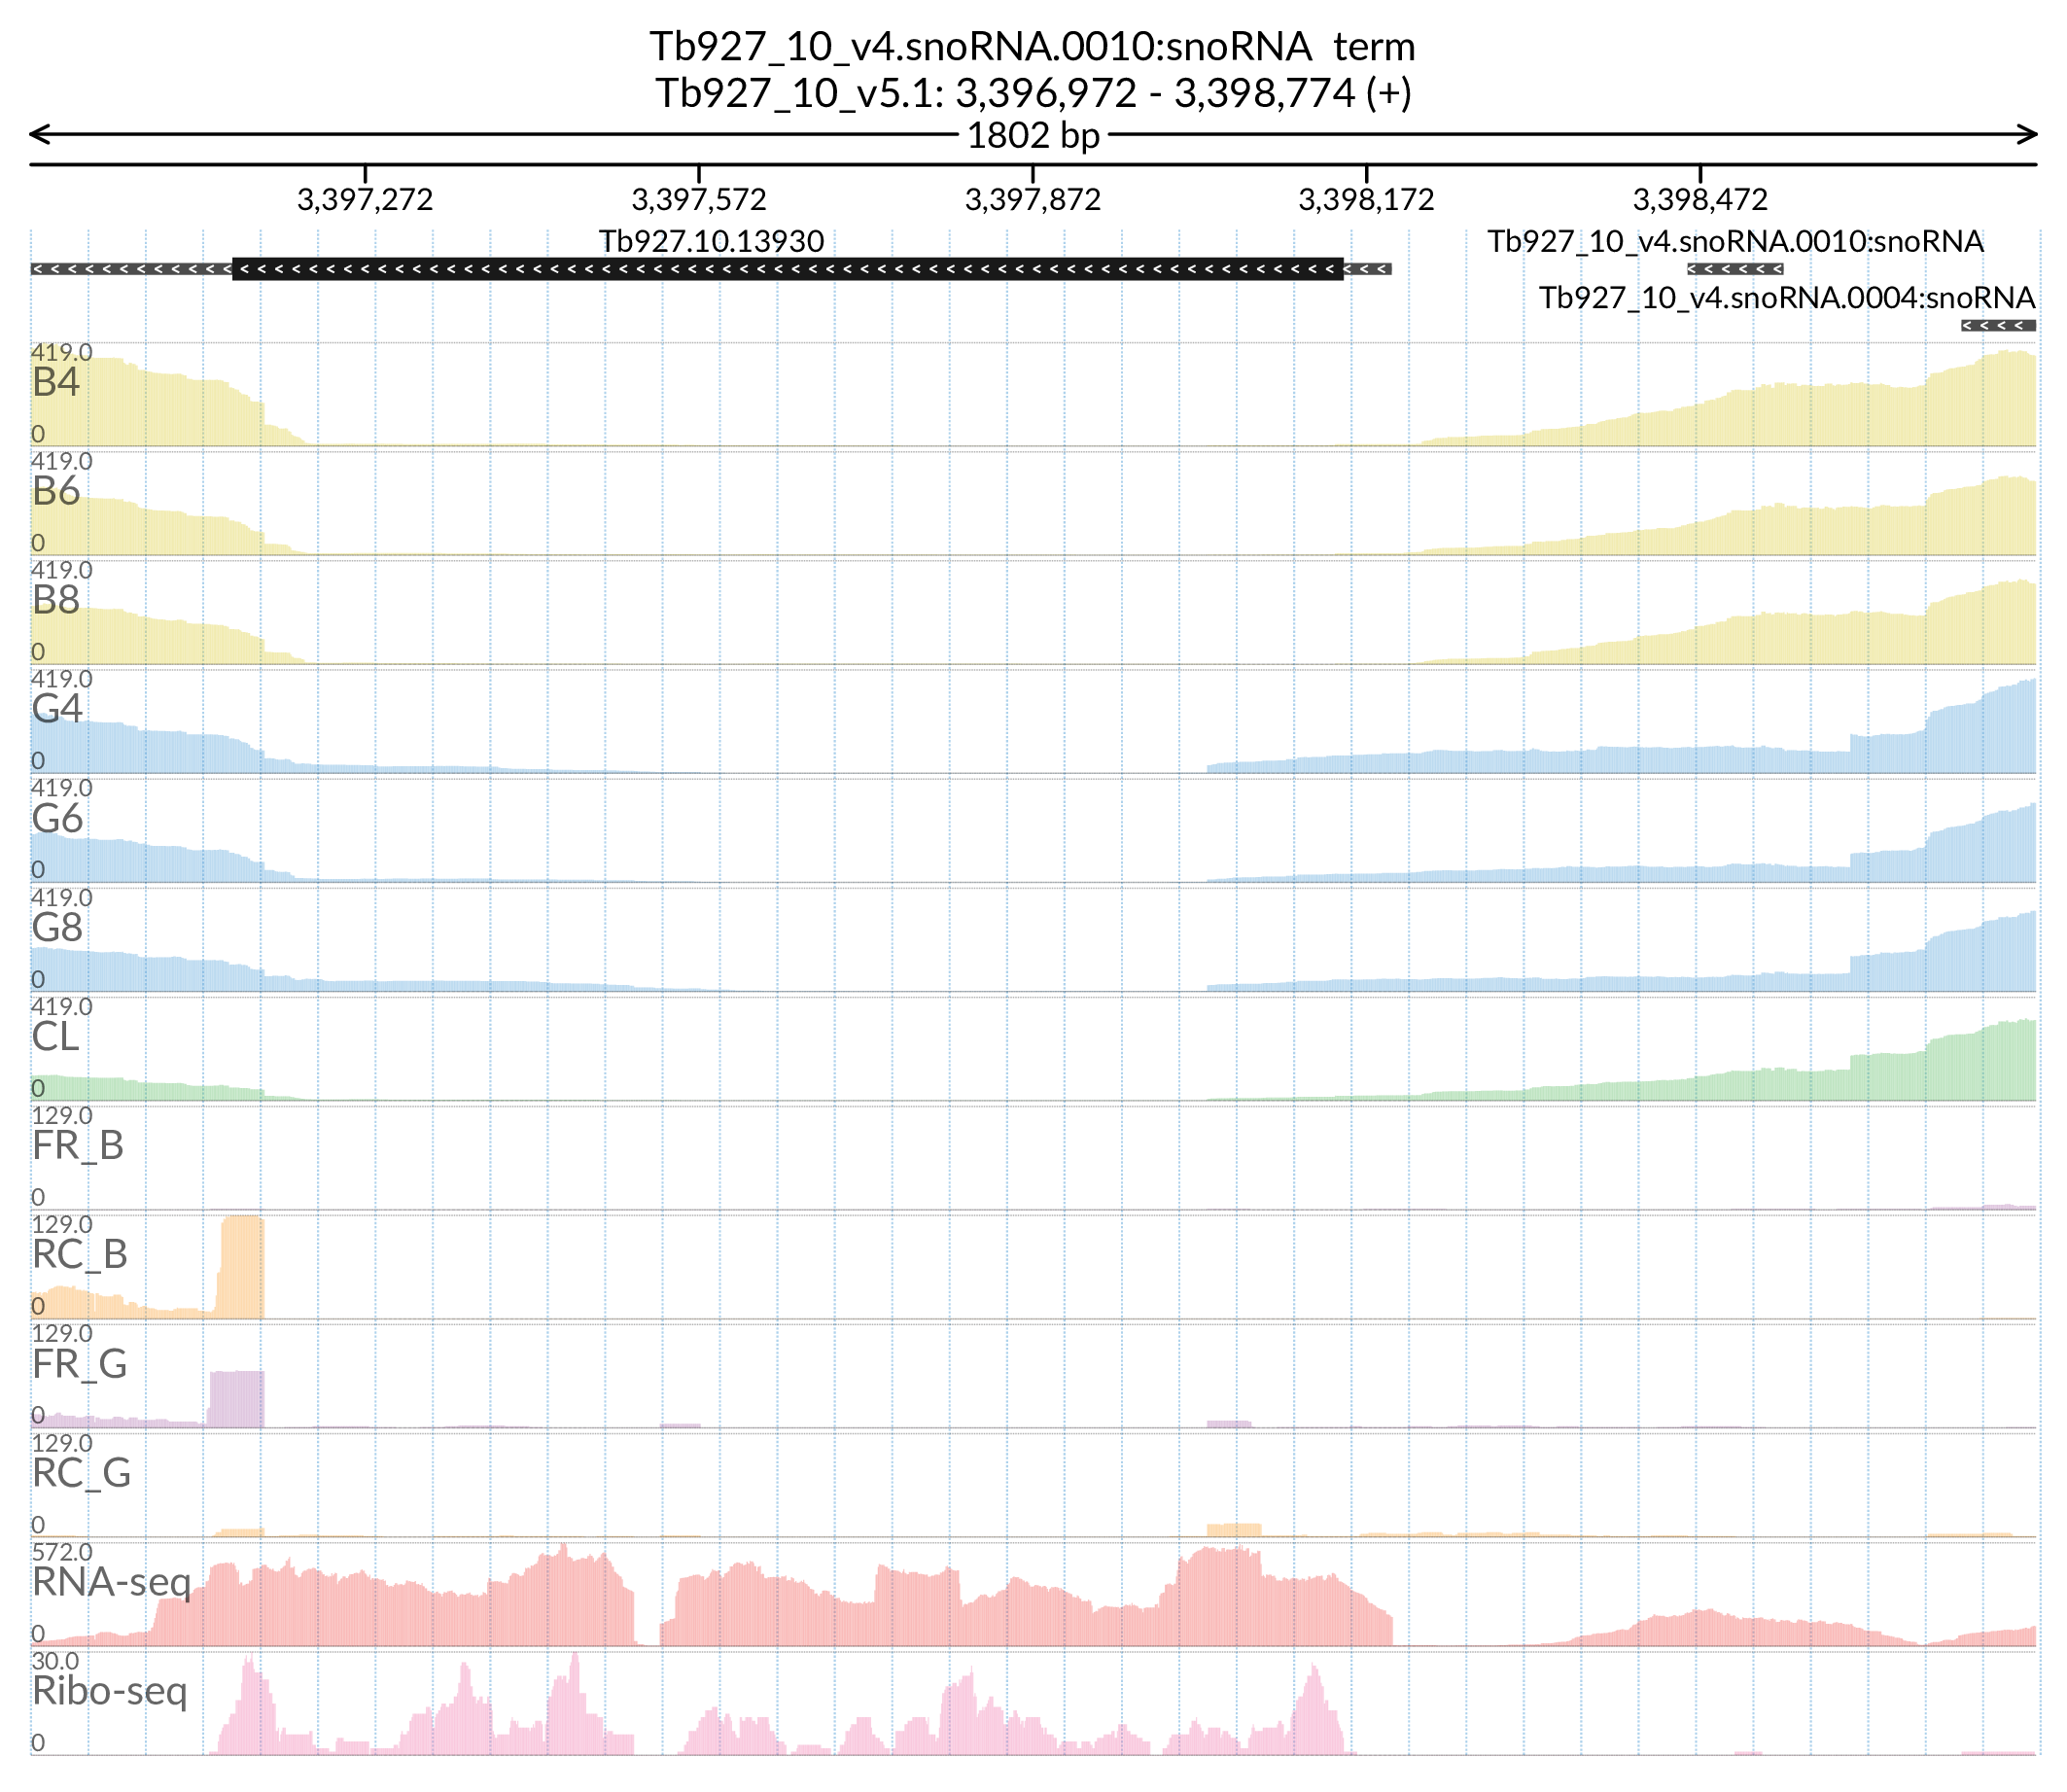 Tb927_10_v4.snoRNA.0010:snoRNA term
Tb927_10_v5.1: 3,396,972 - 3,398,774 (+)
1802 bp
3,397,272 3,397,572 3,397,872 3,398,172 3,398,472
Tb927.10.13930 Tb927_10_v4.snoRNA.0010:snoRNA
Tb927_10_v4.snoRNA.0004:snoRNA
419.0
B4
0
419.0
B6
0
419.0
B8
0
419.0
G4
0
419.0
G6
0
419.0
G8
0
419.0
CL
0
129.0
FR_B
0
129.0
RC_B
0
129.0
FR_G
0
129.0
RC_G
0
572.0
RNA-seq
0
30.0
Ribo-seq
0